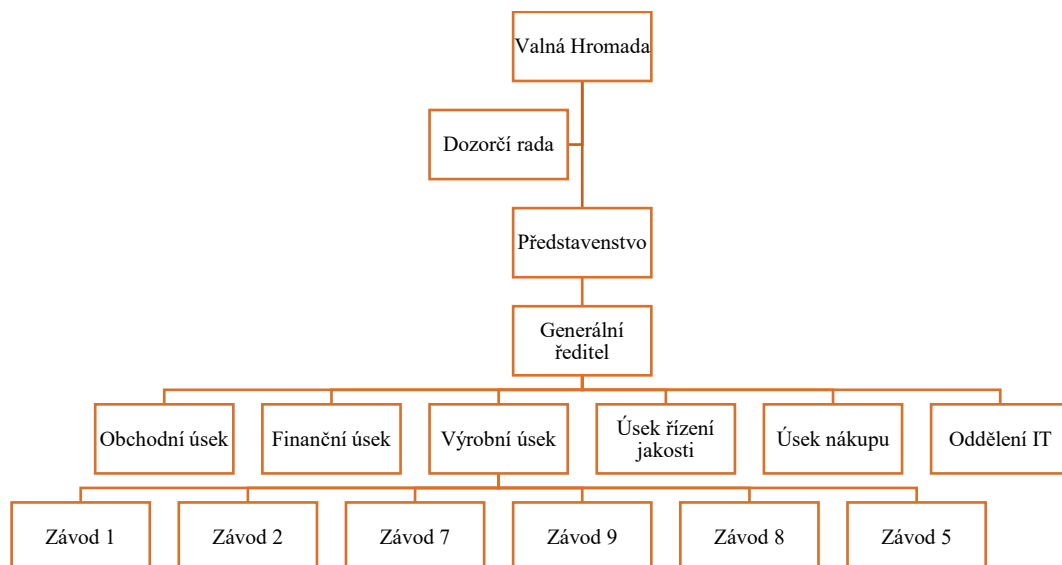 Valná Hromada
Dozorčí rada
Představenstvo
Generální
ředitel
Obchodní úsek
Finanční úsek
Výrobní úsek
Úsek řízení
jakosti
Úsek nákupu
Oddělení IT
Závod 1
Závod 2
Závod 7
Závod 9
Závod 8
Závod 5